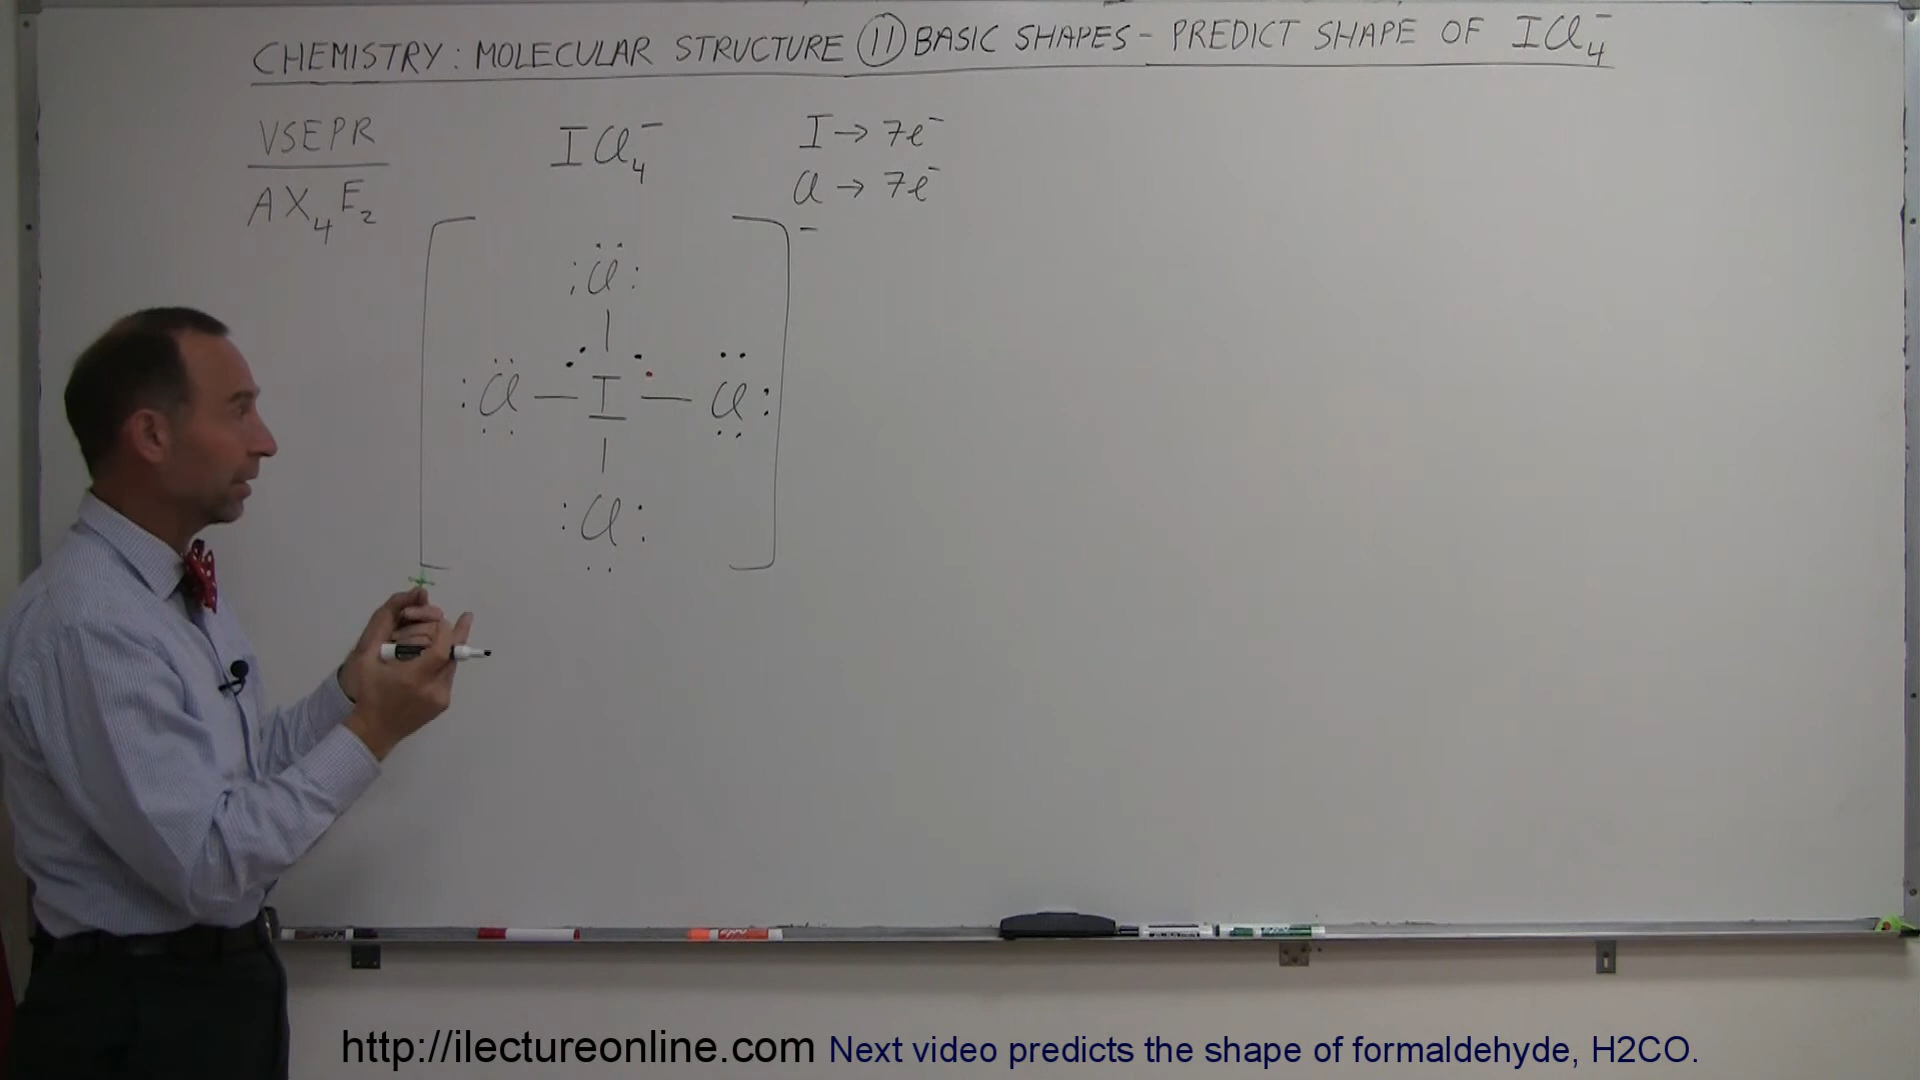 CHEMISTRY: MOLECULAR STRUCTURE ⑪ BASIC SHAPES - PREDICT SHAPE OF ICl₄⁻
VSEPR
AX₄E₂
ICl₄⁻
I → 7e⁻
Cl → 7e⁻
−
:Cl:
:Cl — I — Cl:
:Cl:
http://ilectureonline.com Next video predicts the shape of formaldehyde, H2CO.